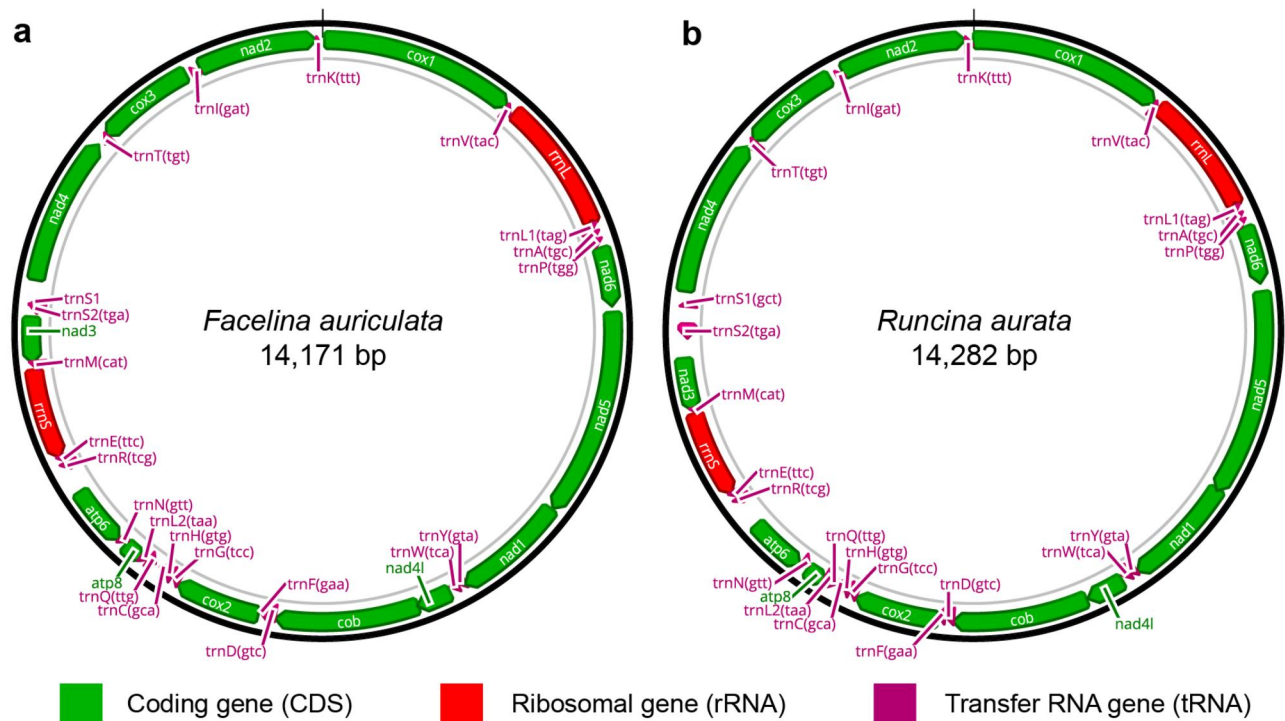 a
nad2
cox1
trnK(ttt)
cox3
trnI(gat)
trnV(tac)
rrnL
trnT(tgt)
nad4
trnL1(tag)
trnA(tgc)
trnP(tgg)
nad6
trnS1
trnS2(tga)
nad3
Facelina auriculata
14,171 bp
trnM(cat)
rrnS
nad5
trnE(ttc)
trnR(tcg)
atp6
trnN(gtt)
trnL2(taa)
trnH(gtg)
trnG(tcc)
atp8
trnQ(ttg)
trnC(gca)
cox2
trnF(gaa)
trnD(gtc)
cob
nad4l
trnW(tca)
trnY(gta)
nad1
b
nad2
cox1
trnK(ttt)
cox3
trnI(gat)
trnV(tac)
rrnL
trnT(tgt)
nad4
trnL1(tag)
trnA(tgc)
trnP(tgg)
nad6
trnS1(gct)
trnS2(tga)
Runcina aurata
14,282 bp
nad3
trnM(cat)
rrnS
nad5
trnE(ttc)
trnR(tcg)
atp6
trnQ(ttg)
trnH(gtg)
trnG(tcc)
trnN(gtt)
atp8
trnL2(taa)
trnC(gca)
cox2
trnD(gtc)
trnF(gaa)
cob
nad4l
trnW(tca)
trnY(gta)
nad1
Coding gene (CDS)
Ribosomal gene (rRNA)
Transfer RNA gene (tRNA)